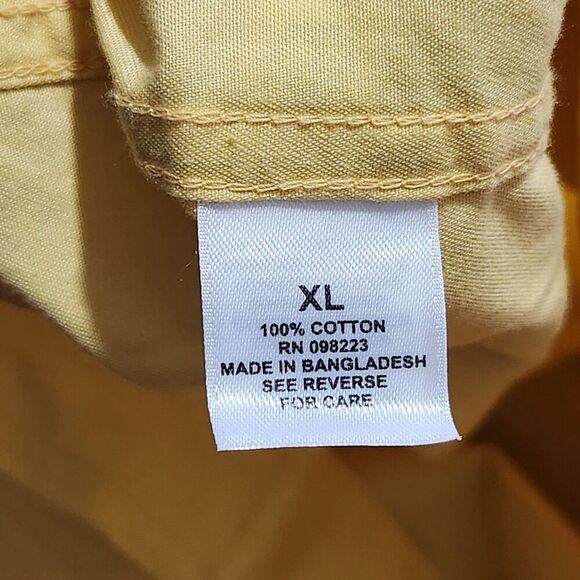 XL
100% COTTON
RN 098223
MADE IN BANGLADESH
SEE REVERSE
FOR CARE